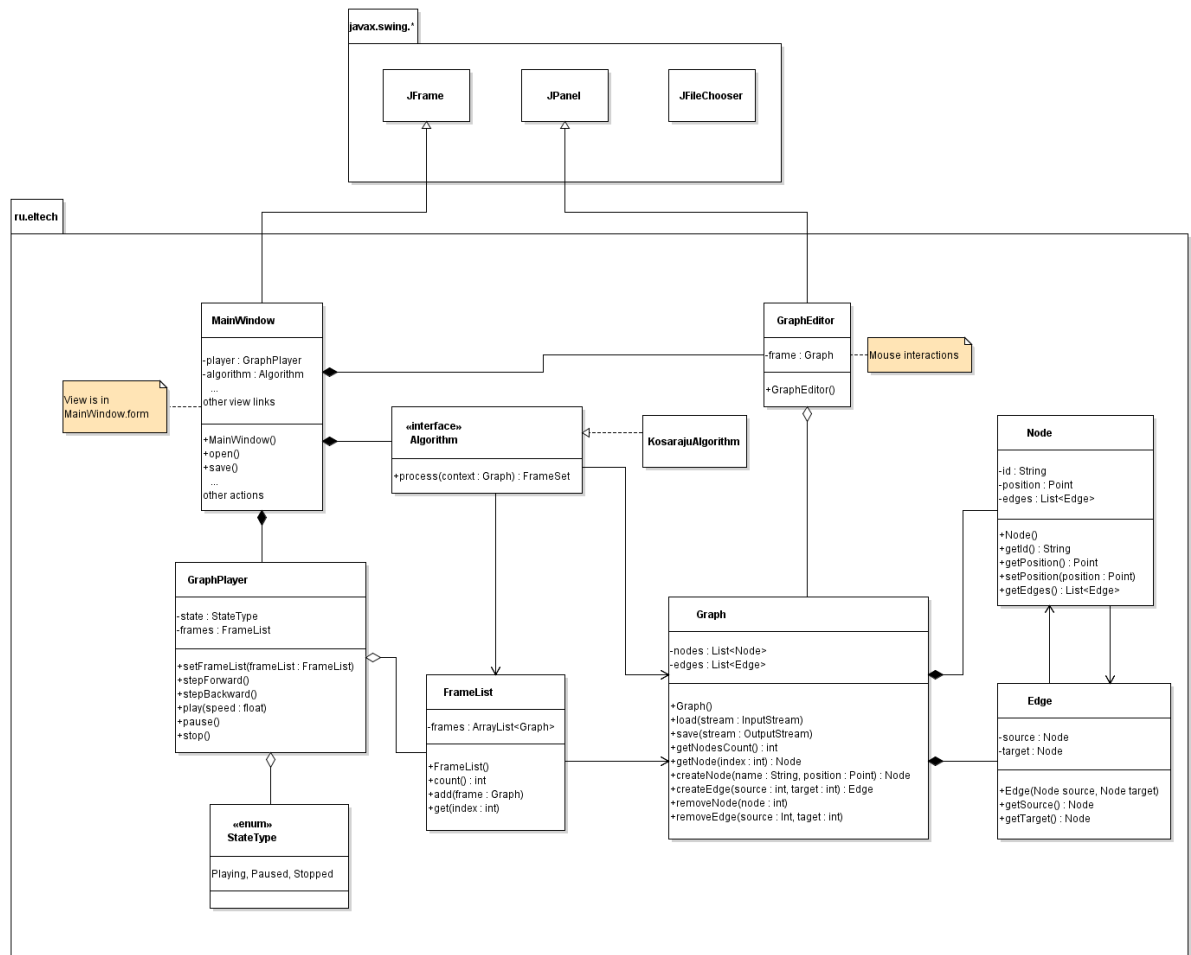 javax.swing.*
JFrame
JPanel
JFileChooser
ru.eltech
MainWindow
-player : GraphPlayer
-algorithm : Algorithm
...
other view links
+MainWindow()
+open()
+save()
...
other actions
View is in
MainWindow.form
GraphEditor
-frame : Graph
+GraphEditor()
Mouse interactions
«interface»
Algorithm
+process(context : Graph) : FrameSet
KosarajuAlgorithm
Node
-id : String
-position : Point
-edges : List<Edge>
+Node()
+getId() : String
+getPosition() : Point
+setPosition(position : Point)
+getEdges() : List<Edge>
GraphPlayer
-state : StateType
-frames : FrameList
+setFrameList(frameList : FrameList)
+stepForward()
+stepBackward()
+play(speed : float)
+pause()
+stop()
FrameList
-frames : ArrayList<Graph>
+FrameList()
+count() : int
+add(frame : Graph)
+get(index : int)
Graph
-nodes : List<Node>
-edges : List<Edge>
+Graph()
+load(stream : InputStream)
+save(stream : OutputStream)
+getNodesCount() : int
+getNode(index : int) : Node
+createNode(name : String, position : Point) : Node
+createEdge(source : int, target : int) : Edge
+removeNode(node : int)
+removeEdge(source : Int, taget : int)
Edge
-source : Node
-target : Node
+Edge(Node source, Node target)
+getSource() : Node
+getTarget() : Node
«enum»
StateType
Playing, Paused, Stopped